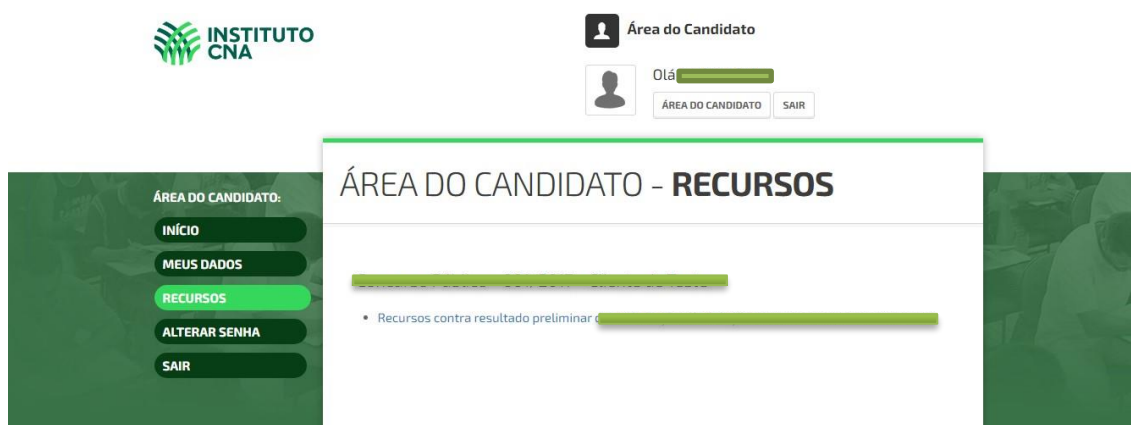 INSTITUTO
CNA
Área do Candidato
Olá
ÁREA DO CANDIDATO SAIR
ÁREA DO CANDIDATO - RECURSOS
ÁREA DO CANDIDATO:
INÍCIO
MEUS DADOS
RECURSOS
ALTERAR SENHA
SAIR
Recursos contra resultado preliminar